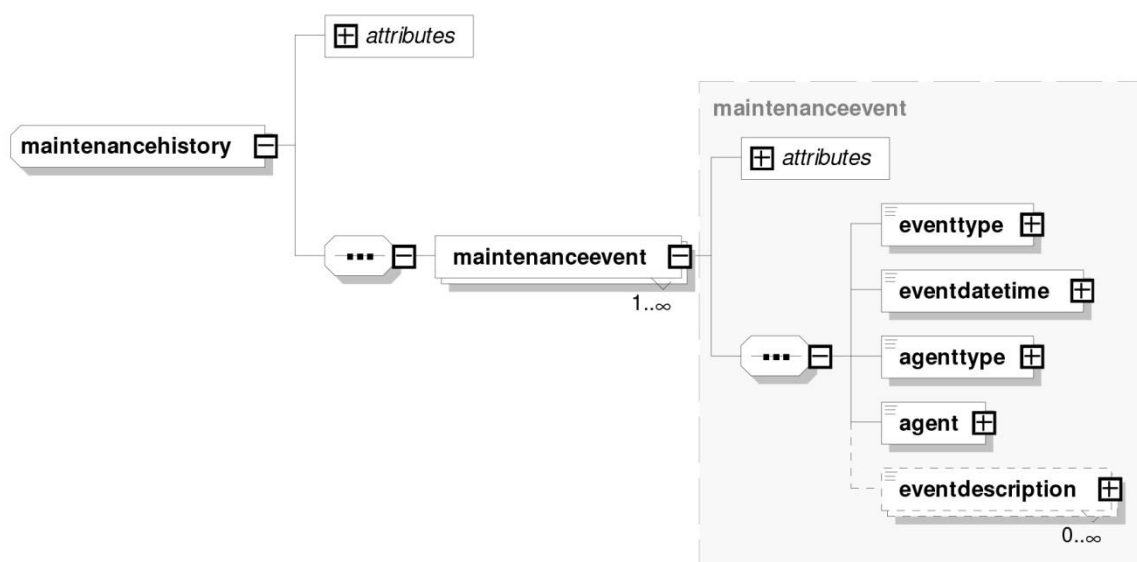 attributes
maintenanceevent
maintenancehistory
attributes
eventtype
maintenanceevent
1..∞
eventdatetime
agenttype
agent
eventdescription
0..∞